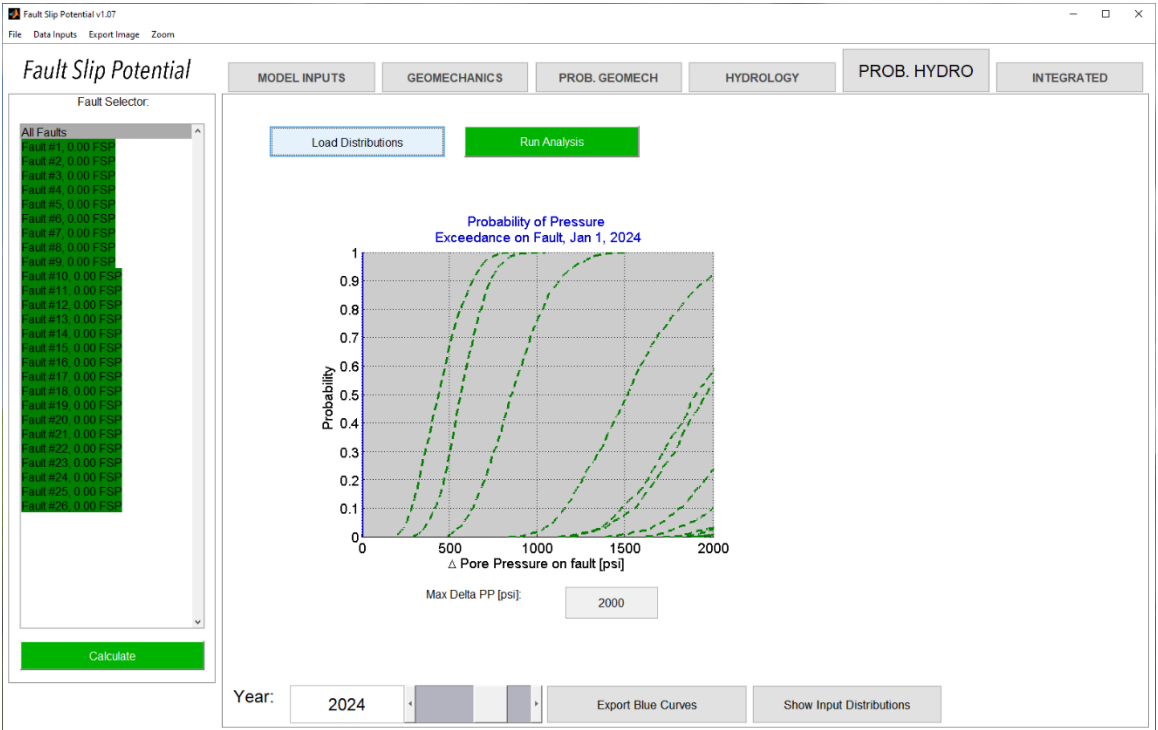 Fault Slip Potential v1.07
File Data Inputs Export Image Zoom
Fault Slip Potential
MODEL INPUTS
GEOMECHANICS
PROB. GEOMECH
HYDROLOGY
PROB. HYDRO
INTEGRATED
Fault Selector:
All Faults
Fault #1, 0.00 FSP
Fault #2, 0.00 FSP
Fault #3, 0.00 FSP
Fault #4, 0.00 FSP
Fault #5, 0.00 FSP
Fault #6, 0.00 FSP
Fault #7, 0.00 FSP
Fault #8, 0.00 FSP
Fault #9, 0.00 FSP
Fault #10, 0.00 FSP
Fault #11, 0.00 FSP
Fault #12, 0.00 FSP
Fault #13, 0.00 FSP
Fault #14, 0.00 FSP
Fault #15, 0.00 FSP
Fault #16, 0.00 FSP
Fault #17, 0.00 FSP
Fault #18, 0.00 FSP
Fault #19, 0.00 FSP
Fault #20, 0.00 FSP
Fault #21, 0.00 FSP
Fault #22, 0.00 FSP
Fault #23, 0.00 FSP
Fault #24, 0.00 FSP
Fault #25, 0.00 FSP
Fault #26, 0.00 FSP
Calculate
Load Distributions
Run Analysis
Probability of Pressure
Exceedance on Fault, Jan 1, 2024
1
0.9
0.8
0.7
0.6
0.5
0.4
0.3
0.2
0.1
0
Probability
0 500 1000 1500 2000
Δ Pore Pressure on fault [psi]
Max Delta PP [psi]:
2000
Year:
2024
Export Blue Curves
Show Input Distributions